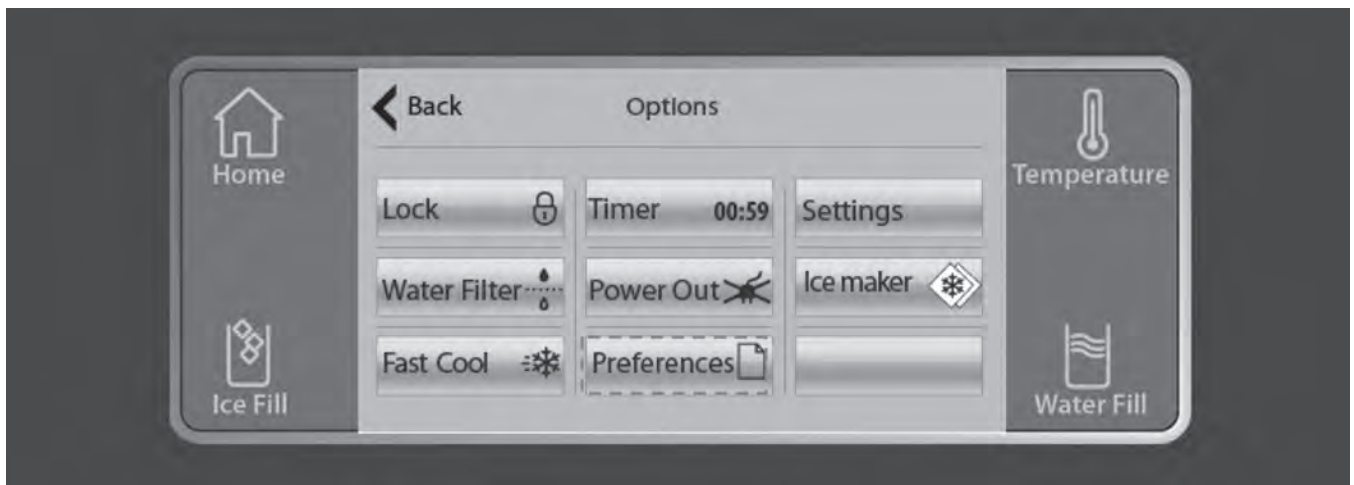 Back
Options
Home
Temperature
Lock
Timer 00:59
Settings
Water Filter
Power Out
Ice maker
Fast Cool
Preferences
Ice Fill
Water Fill